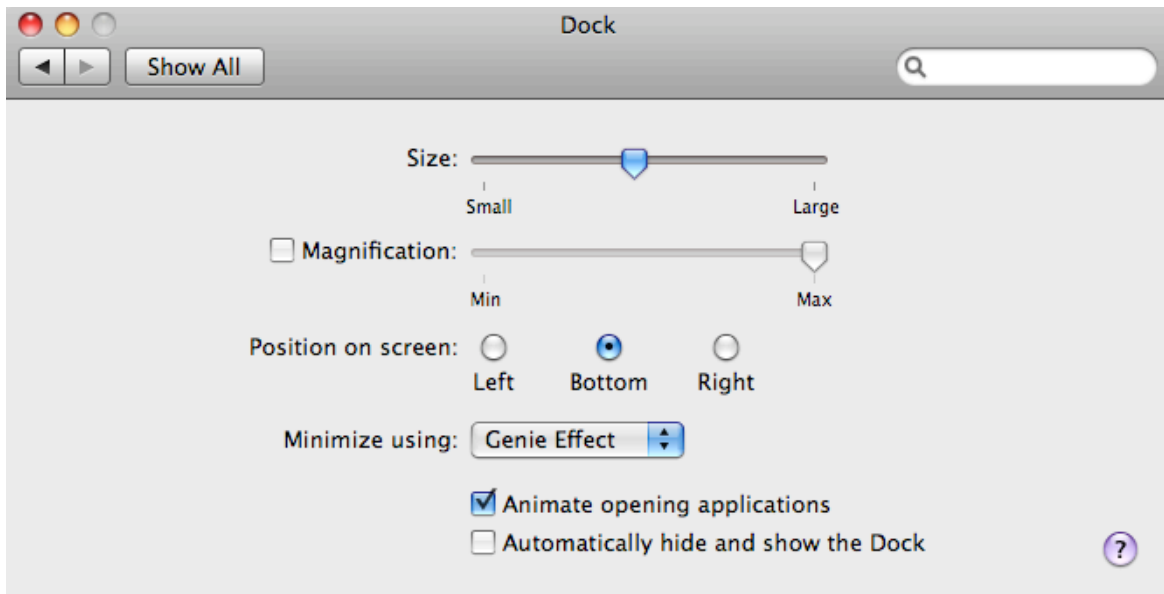 Dock
Show All
Size:
Small Large
Magnification:
Min Max
Position on screen:
Left Bottom Right
Minimize using: Genie Effect
Animate opening applications
Automatically hide and show the Dock
?